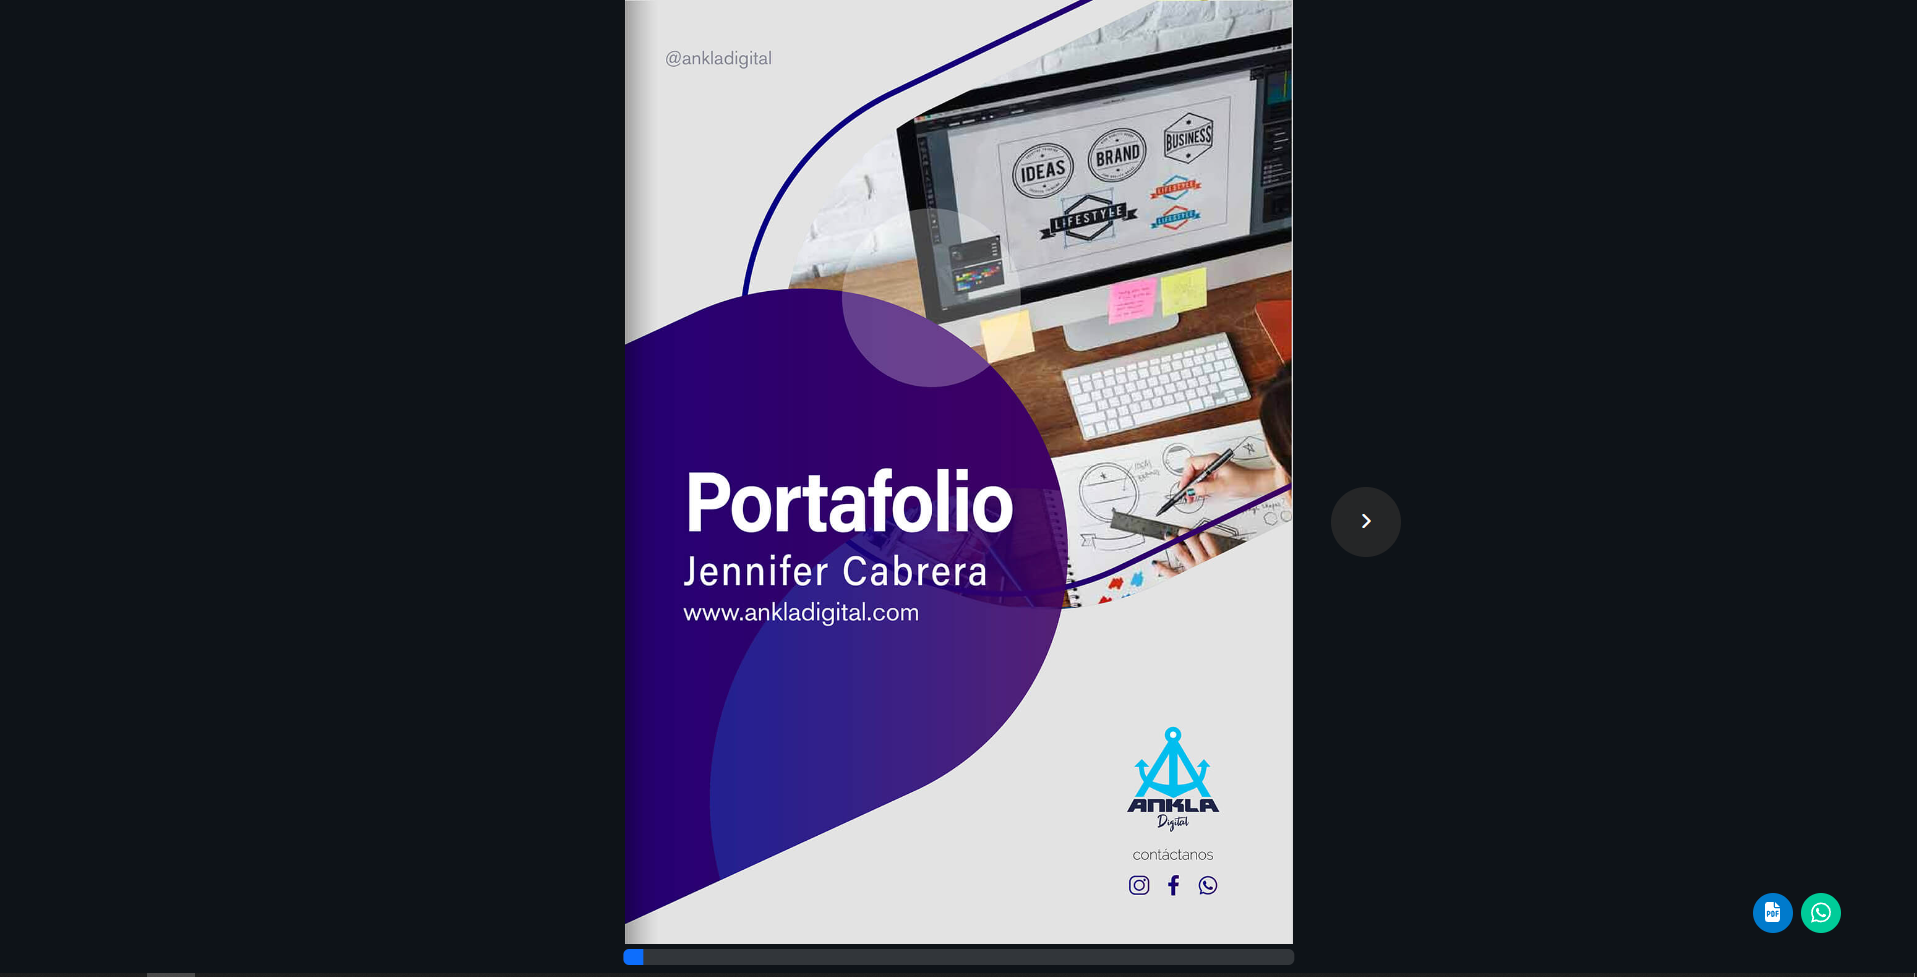 @ankladigital
IDEAS
BRAND
BUSINESS
LIFESTYLE
LIFESTYLE
LIFESTYLE
Portafolio
Jennifer Cabrera
www.ankladigital.com
ANKLA
Digital
contáctanos
PDF